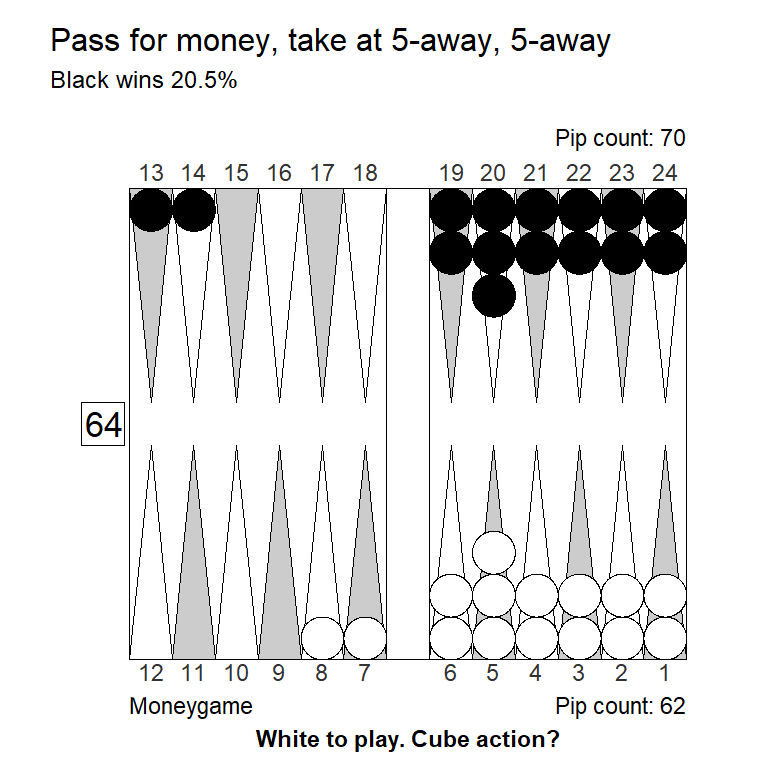 Pass for money, take at 5-away, 5-away
Black wins 20.5%
Pip count: 70
13 14 15 16 17 18 19 20 21 22 23 24
64
12 11 10 9 8 7 6 5 4 3 2 1
Moneygame Pip count: 62
White to play. Cube action?